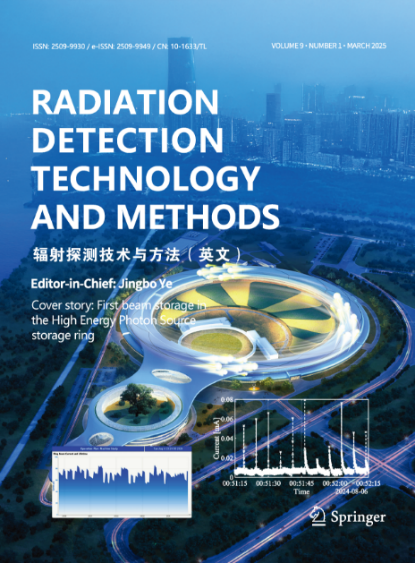 ISSN: 2509-9930 / e-ISSN: 2509-9949 / CN: 10-1633/TL
VOLUME 9 • NUMBER 1 • MARCH 2025
RADIATION
DETECTION
TECHNOLOGY
AND METHODS
辐射探测技术与方法（英文）
Editor-in-Chief: Jingbo Ye
Cover story: First beam storage in
the High Energy Photon Source
storage ring
0.08
0.06
0.04
0.02
0
Current [mA]
00:51:15 00:51:30 00:51:45 00:52:00 00:52:15
Time
2024-08-06
Springer